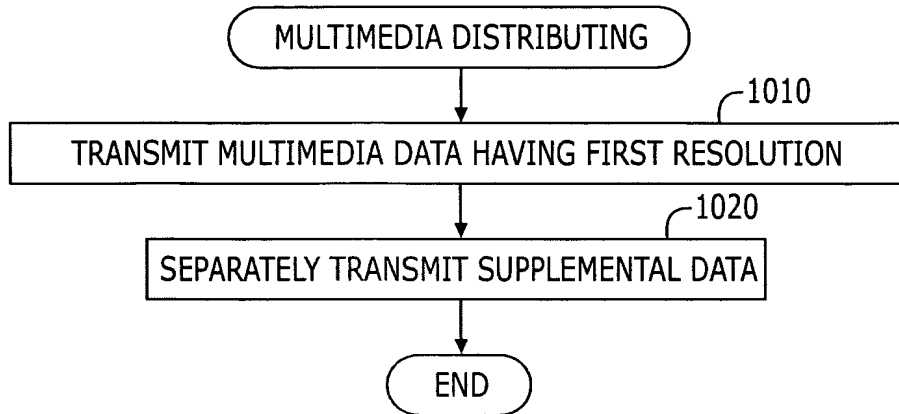 MULTIMEDIA DISTRIBUTING
1010
TRANSMIT MULTIMEDIA DATA HAVING FIRST RESOLUTION
1020
SEPARATELY TRANSMIT SUPPLEMENTAL DATA
END